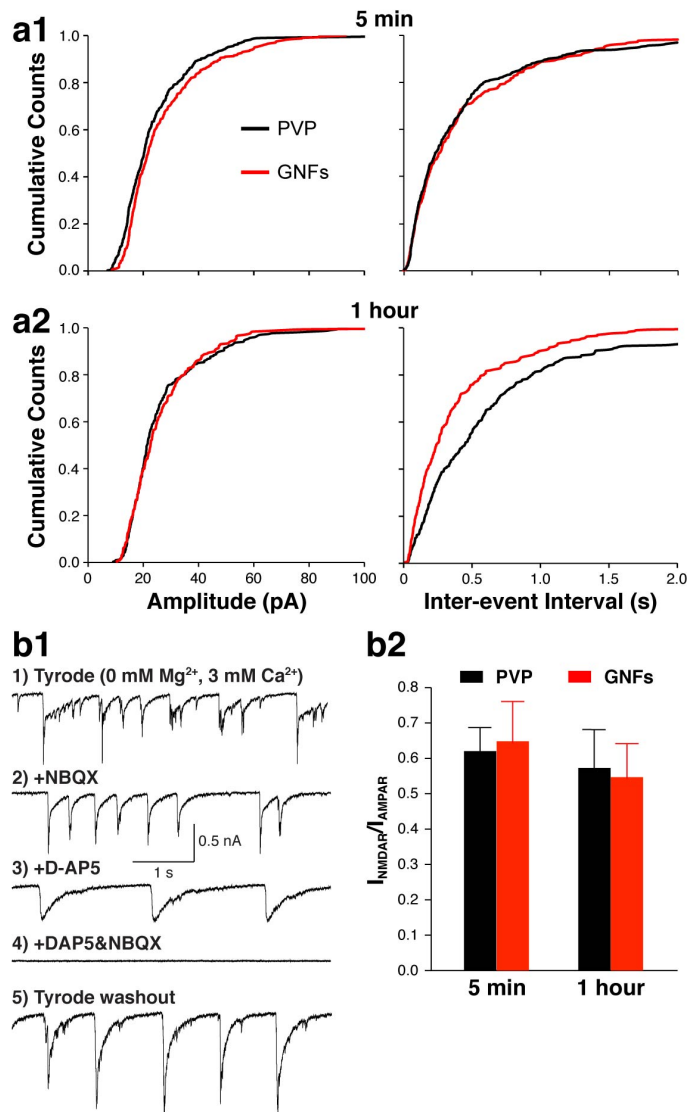 a1
5 min
Cumulative Counts
1.0
0.8
0.6
0.4
0.2
0.0
PVP
GNFs
a2
1 hour
Cumulative Counts
1.0
0.8
0.6
0.4
0.2
0.0
0 20 40 60 80 100
Amplitude (pA)
0 0.5 1.0 1.5 2.0
Inter-event Interval (s)
b1
1) Tyrode (0 mM Mg²⁺, 3 mM Ca²⁺)
2) +NBQX
0.5 nA
1 s
3) +D-AP5
4) +DAP5&NBQX
5) Tyrode washout
b2
PVP GNFs
I_NMDAR/I_AMPAR
0.8
0.7
0.6
0.5
0.4
0.3
0.2
0.1
0.0
5 min 1 hour